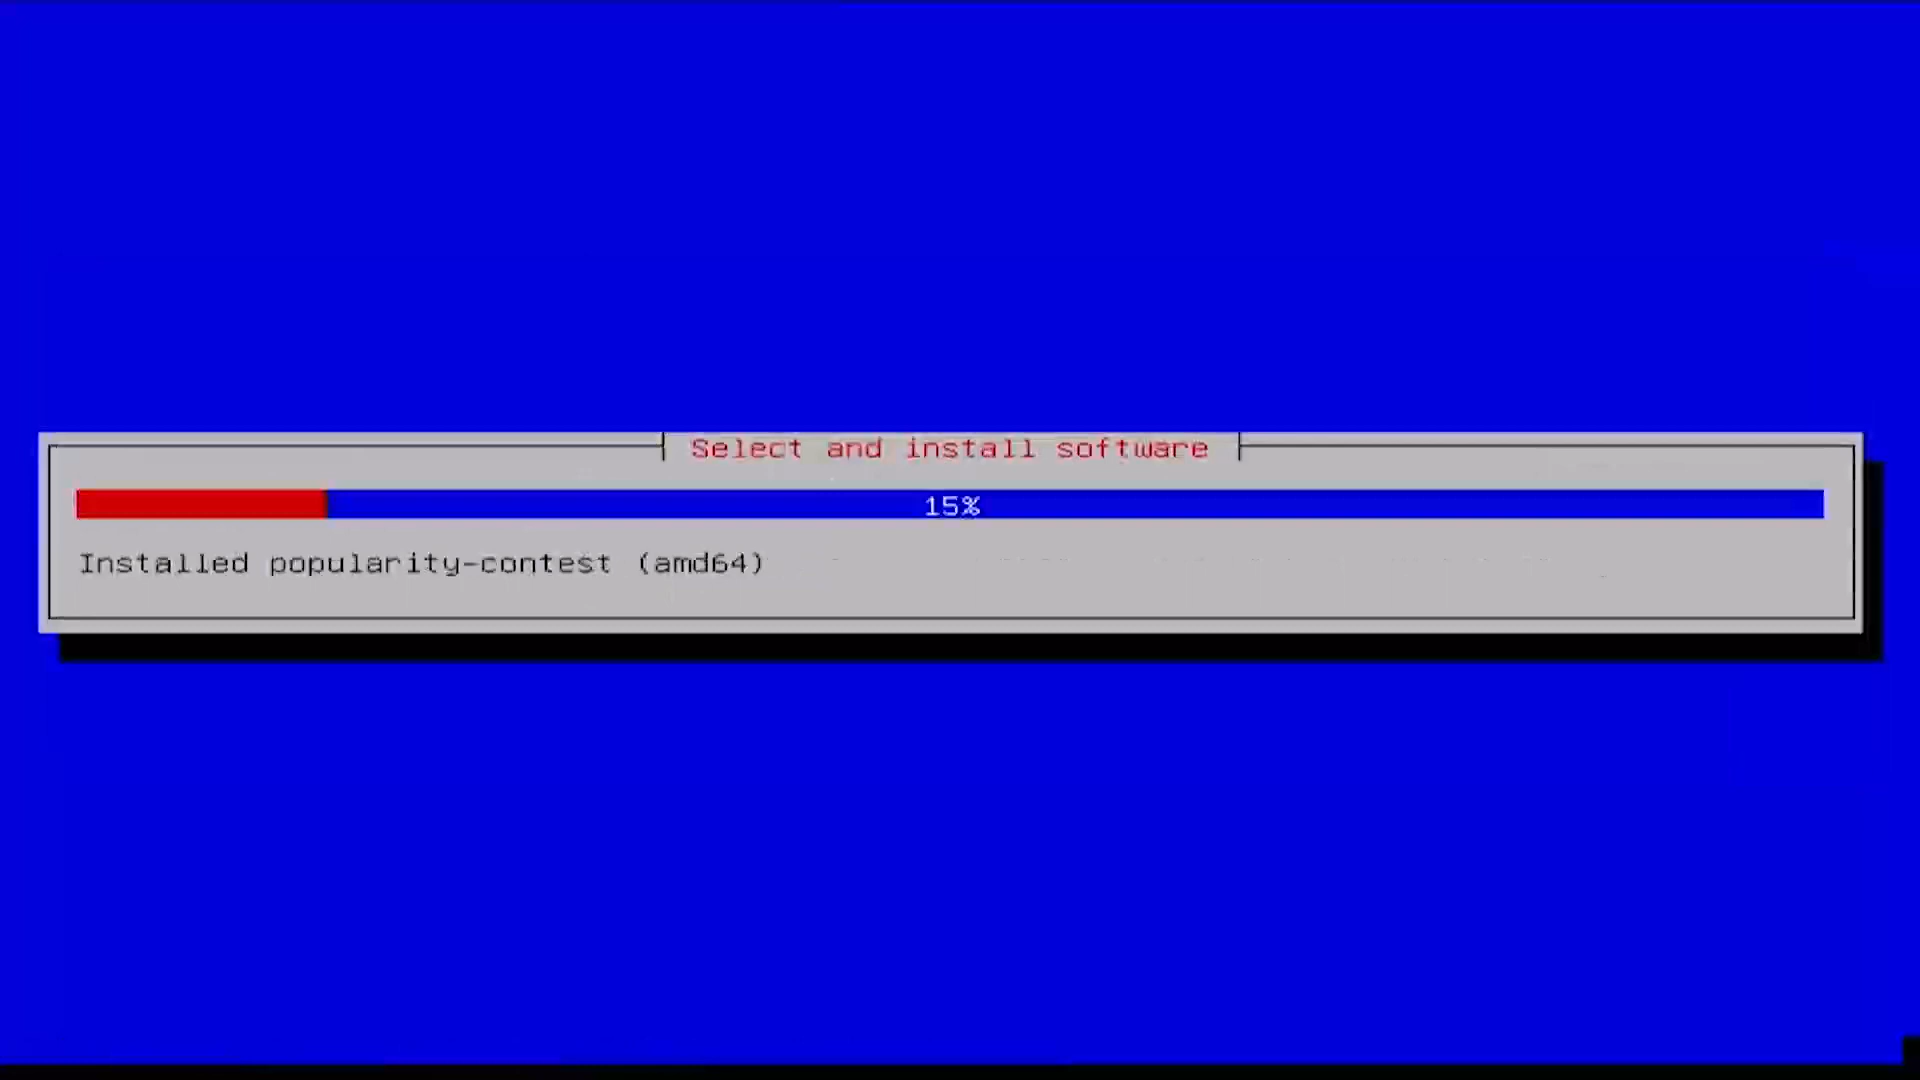 Select and install software
15%
Installed popularity-contest (amd64)